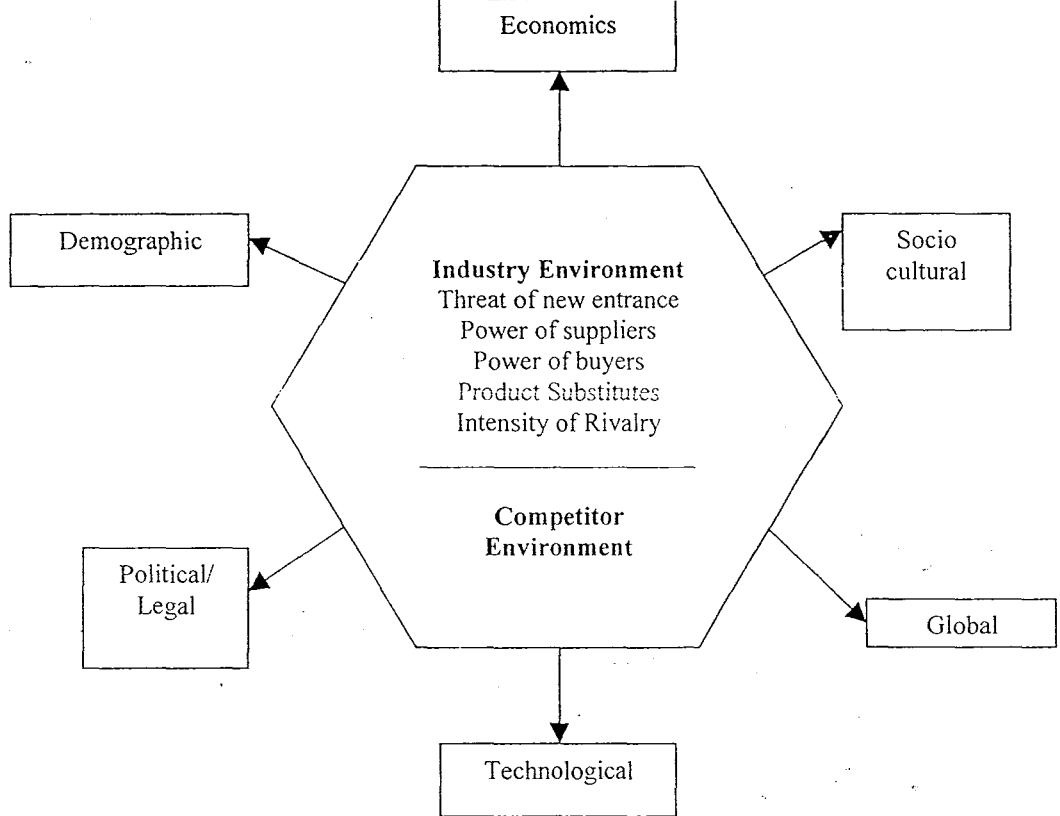 Economics
Demographic
Socio
cultural
Industry Environment
Threat of new entrance
Power of suppliers
Power of buyers
Product Substitutes
Intensity of Rivalry
Competitor
Environment
Political/
Legal
Global
Technological